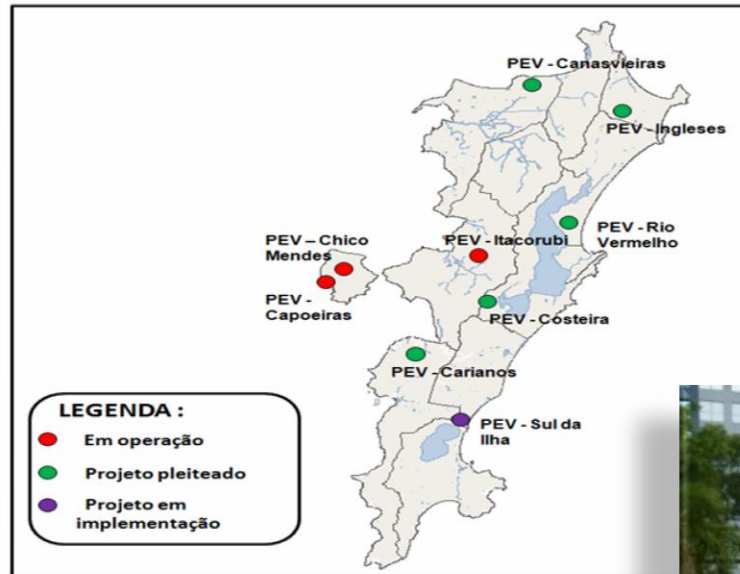 PEV - Canasvieiras
PEV - Ingleses
PEV - Rio
Vermelho
PEV – Chico
Mendes
PEV - Itacorubi
PEV -
Capoeiras
PEV - Costeira
PEV - Carianos
PEV - Sul da
Ilha
LEGENDA :
Em operação
Projeto pleiteado
Projeto em
implementação